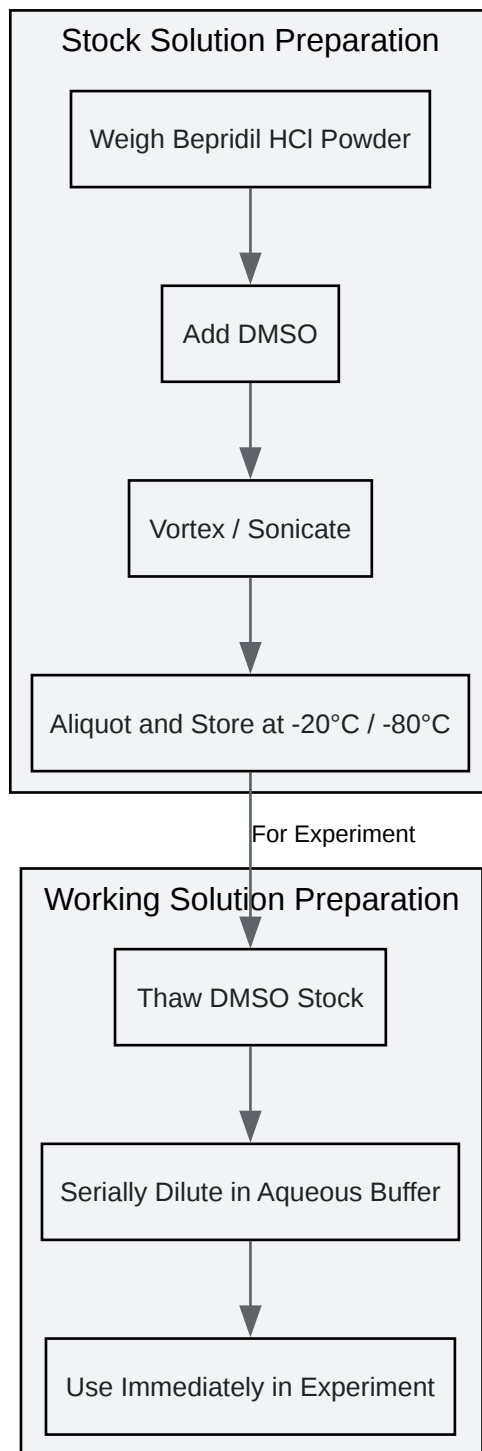 Stock Solution Preparation
Weigh Bepridil HCl Powder
Add DMSO
Vortex / Sonicate
Aliquot and Store at -20°C / -80°C
For Experiment
Working Solution Preparation
Thaw DMSO Stock
Serially Dilute in Aqueous Buffer
Use Immediately in Experiment